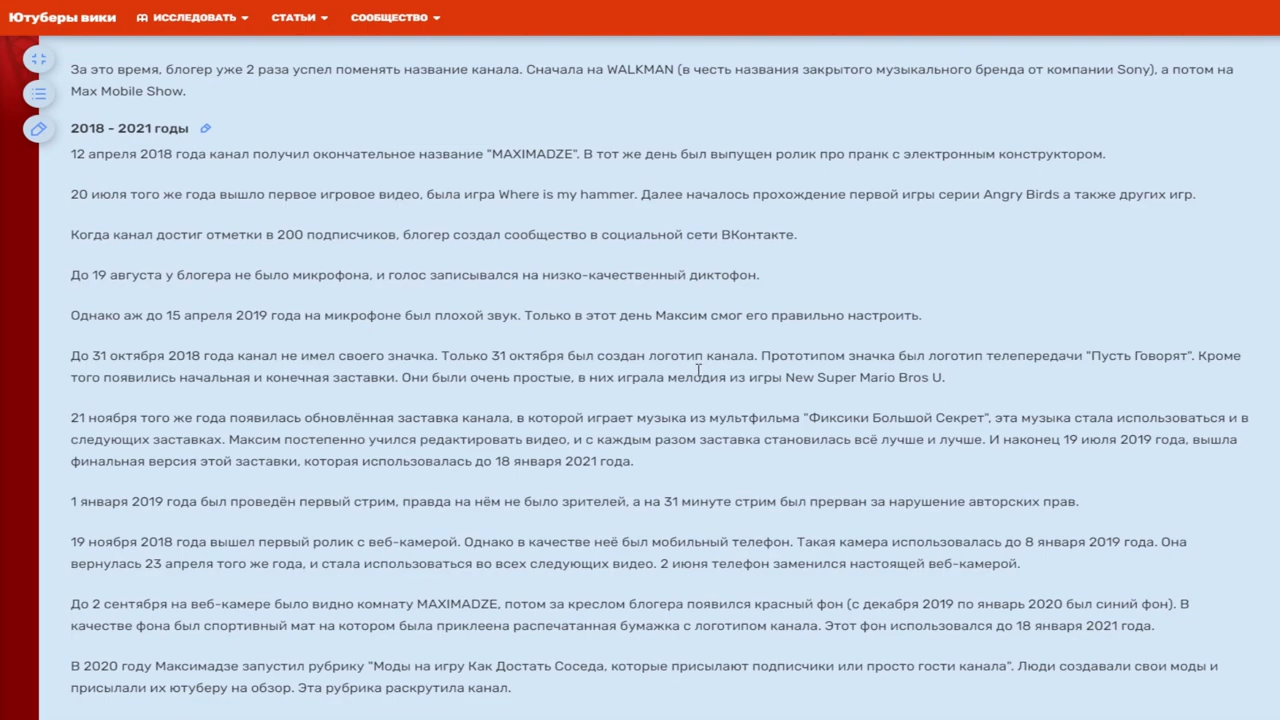 Ютуберы вики
ИССЛЕДОВАТЬ
СТАТЬИ
СООБЩЕСТВО
За это время, блогер уже 2 раза успел поменять название канала. Сначала на WALKMAN (в честь названия закрытого музыкального бренда от компании Sony), а потом на
Max Mobile Show.
2018 - 2021 годы
12 апреля 2018 года канал получил окончательное название "MAXIMADZE". В тот же день был выпущен ролик про пранк с электронным конструктором.
20 июля того же года вышло первое игровое видео, была игра Where is my hammer. Далее началось прохождение первой игры серии Angry Birds а также других игр.
Когда канал достиг отметки в 200 подписчиков, блогер создал сообщество в социальной сети ВКонтакте.
До 19 августа у блогера не было микрофона, и голос записывался на низко-качественный диктофон.
Однако аж до 15 апреля 2019 года на микрофоне был плохой звук. Только в этот день Максим смог его правильно настроить.
До 31 октября 2018 года канал не имел своего значка. Только 31 октября был создан логотип канала. Прототипом значка был логотип телепередачи "Пусть Говорят". Кроме
того появились начальная и конечная заставки. Они были очень простые, в них играла мелодия из игры New Super Mario Bros U.
21 ноября того же года появилась обновлённая заставка канала, в которой играет музыка из мультфильма "Фиксики Большой Секрет", эта музыка стала использоваться и в
следующих заставках. Максим постепенно учился редактировать видео, и с каждым разом заставка становилась всё лучше и лучше. И наконец 19 июля 2019 года, вышла
финальная версия этой заставки, которая использовалась до 18 января 2021 года.
1 января 2019 года был проведён первый стрим, правда на нём не было зрителей, а на 31 минуте стрим был прерван за нарушение авторских прав.
19 ноября 2018 года вышел первый ролик с веб-камерой. Однако в качестве неё был мобильный телефон. Такая камера использовалась до 8 января 2019 года. Она
вернулась 23 апреля того же года, и стала использоваться во всех следующих видео. 2 июня телефон заменился настоящей веб-камерой.
До 2 сентября на веб-камере было видно комнату MAXIMADZE, потом за креслом блогера появился красный фон (с декабря 2019 по январь 2020 был синий фон). В
качестве фона был спортивный мат на котором была приклеена распечатанная бумажка с логотипом канала. Этот фон использовался до 18 января 2021 года.
В 2020 году Максимадзе запустил рубрику "Моды на игру Как Достать Соседа, которые присылают подписчики или просто гости канала". Люди создавали свои моды и
присылали их ютуберу на обзор. Эта рубрика раскрутила канал.